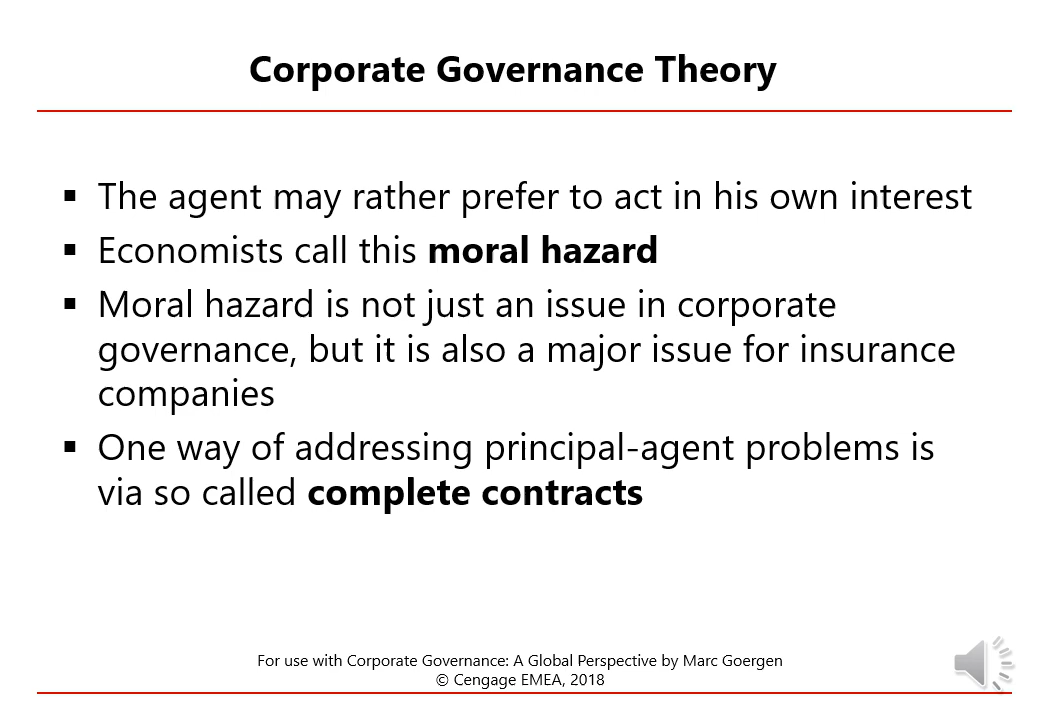 Corporate Governance Theory
▪ The agent may rather prefer to act in his own interest
▪ Economists call this moral hazard
▪ Moral hazard is not just an issue in corporate
governance, but it is also a major issue for insurance
companies
▪ One way of addressing principal-agent problems is
via so called complete contracts
For use with Corporate Governance: A Global Perspective by Marc Goergen
© Cengage EMEA, 2018